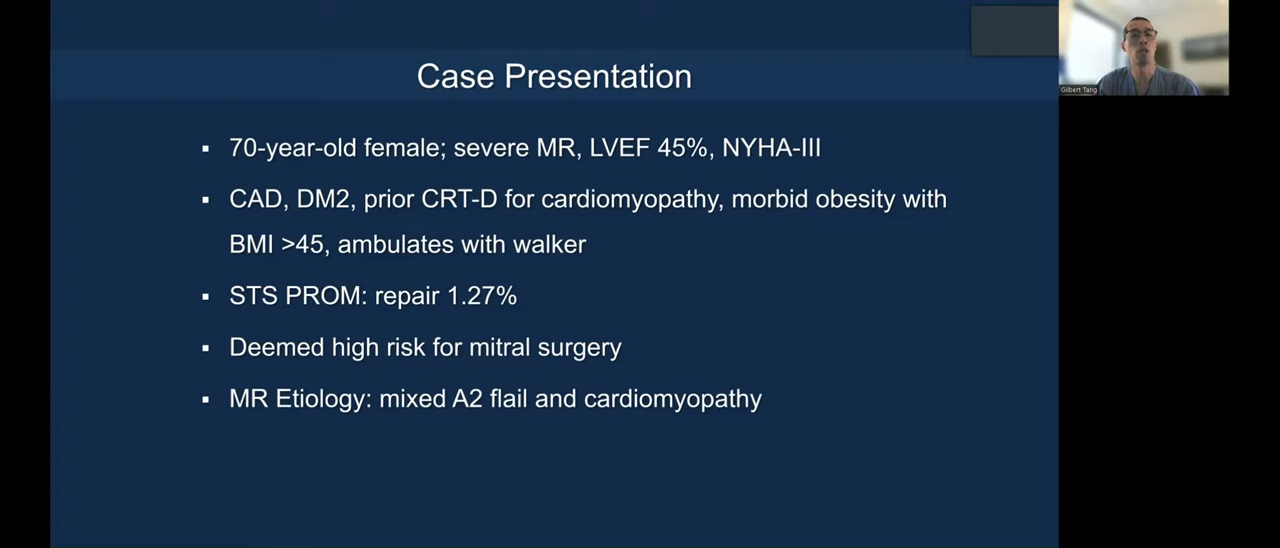 Case Presentation
▪ 70-year-old female; severe MR, LVEF 45%, NYHA-III
▪ CAD, DM2, prior CRT-D for cardiomyopathy, morbid obesity with
BMI >45, ambulates with walker
▪ STS PROM: repair 1.27%
▪ Deemed high risk for mitral surgery
▪ MR Etiology: mixed A2 flail and cardiomyopathy
Gilbert Tang